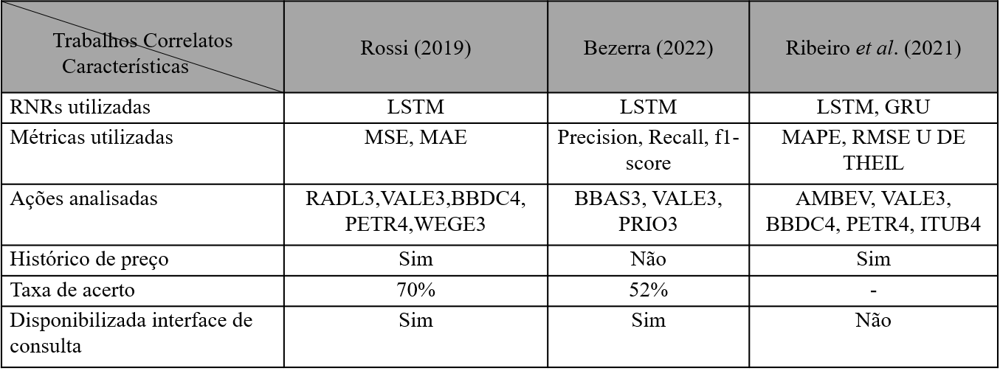 Trabalhos Correlatos
Características
Rossi (2019)
Bezerra (2022)
Ribeiro et al. (2021)
RNRs utilizadas
LSTM
LSTM
LSTM, GRU
Métricas utilizadas
MSE, MAE
Precision, Recall, f1-
score
MAPE, RMSE U DE
THEIL
Ações analisadas
RADL3,VALE3,BBDC4,
PETR4,WEGE3
BBAS3, VALE3,
PRIO3
AMBEV, VALE3,
BBDC4, PETR4, ITUB4
Histórico de preço
Sim
Não
Sim
Taxa de acerto
70%
52%
-
Disponibilizada interface de
consulta
Sim
Sim
Não